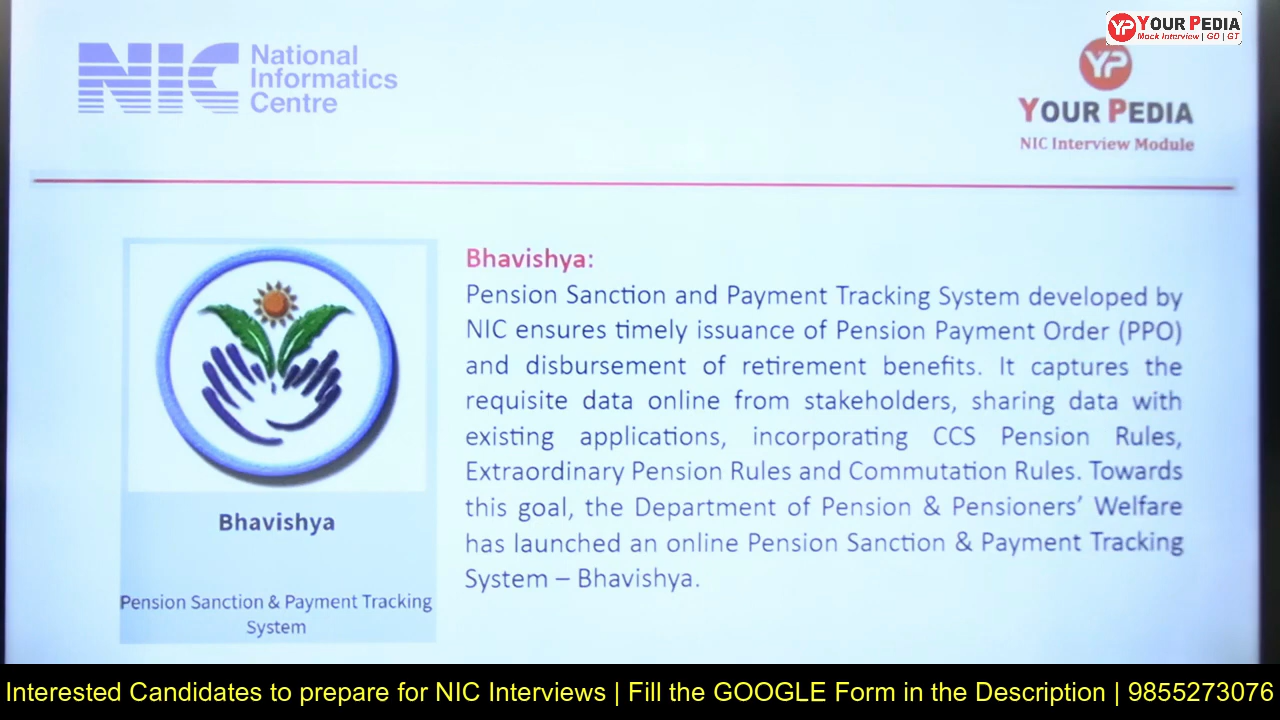 YP YOUR PEDIA
Mock Interview | GD | GT
NIC National
Informatics
Centre
YP
YOUR PEDIA
NIC Interview Module
Bhavishya:
Pension Sanction and Payment Tracking System developed by
NIC ensures timely issuance of Pension Payment Order (PPO)
and disbursement of retirement benefits. It captures the
requisite data online from stakeholders, sharing data with
existing applications, incorporating CCS Pension Rules,
Extraordinary Pension Rules and Commutation Rules. Towards
this goal, the Department of Pension & Pensioners’ Welfare
has launched an online Pension Sanction & Payment Tracking
System – Bhavishya.
Bhavishya
Pension Sanction & Payment Tracking
System
Interested Candidates to prepare for NIC Interviews | Fill the GOOGLE Form in the Description | 9855273076